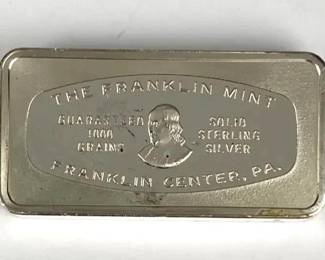 THE FRANKLIN MINT
GUARANTEED SOLID
1000 STERLING
GRAINS SILVER
FRANKLIN CENTER, PA.